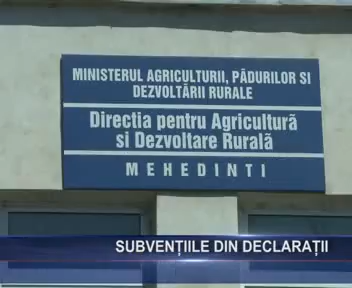 MINISTERUL AGRICULTURII, PĂDURILOR SI
DEZVOLTĂRII RURALE
Directia pentru Agricultură
si Dezvoltare Rurală
MEHEDINTI
SUBVENȚIILE DIN DECLARAȚII